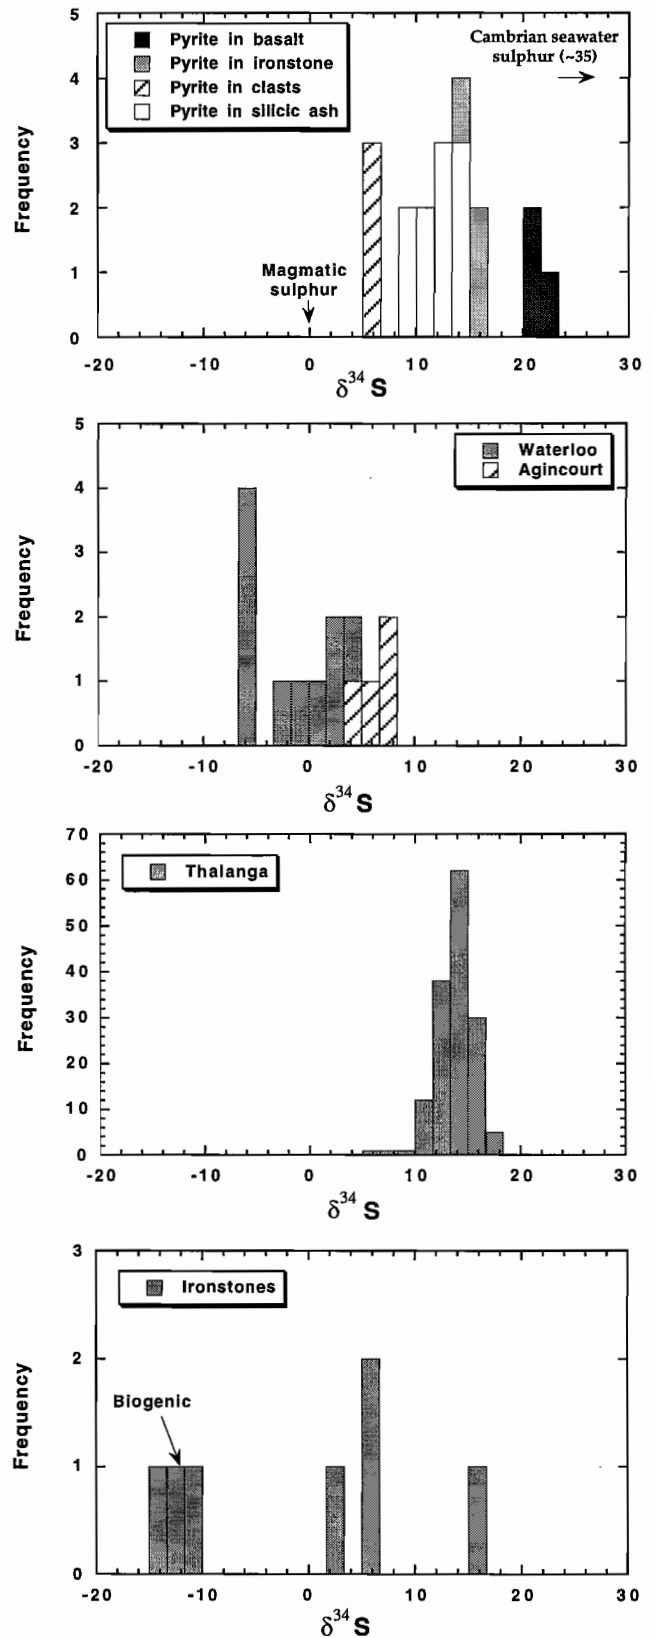 5
4
3
2
1
0
Frequency
Pyrite in basalt
Pyrite in ironstone
Pyrite in clasts
Pyrite in silicic ash
Cambrian seawater
sulphur (~35)
Magmatic
sulphur
-20 -10 0 10 20 30
δ³⁴ S
5
4
3
2
1
0
Frequency
Waterloo
Agincourt
-20 -10 0 10 20 30
δ³⁴ S
70
60
50
40
30
20
10
0
Frequency
Thalanga
-20 -10 0 10 20 30
δ³⁴ S
3
2
1
0
Frequency
Ironstones
Biogenic
-20 -10 0 10 20 30
δ³⁴ S